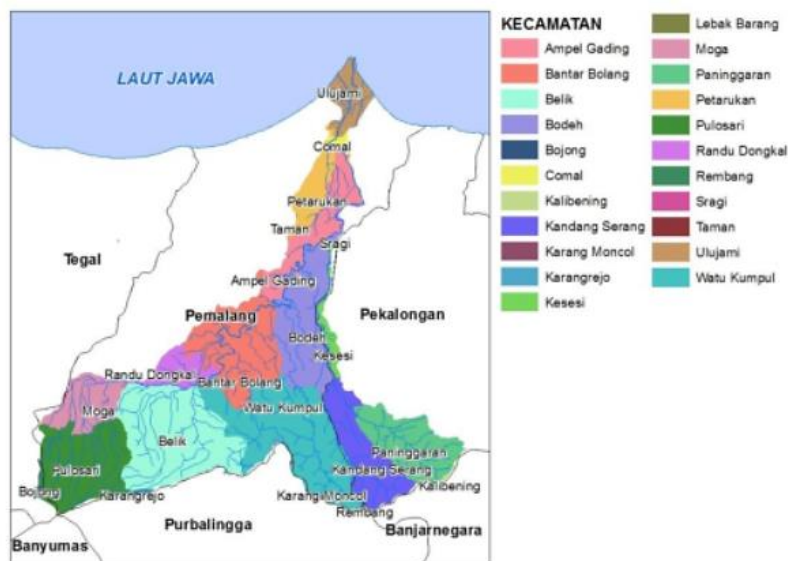 LAUT JAWA
Ulujami
Comal
Petarukan
Taman
Sragi
Tegal
Ampel Gading
Pemalang
Pekalongan
Bodeh
Kesesi
Randu Dongkal
Bantar Bolang
Watu Kumpul
Moga
Belik
Paninggaran
Pulosari
Kandang Serang
Kalibening
Bojong
Karangrejo
Karang Moncol
Rembang
Purbalingga
Banjarnegara
Banyumas
KECAMATAN
Ampel Gading
Bantar Bolang
Belik
Bodeh
Bojong
Comal
Kalibening
Kandang Serang
Karang Moncol
Karangrejo
Kesesi
Lebak Barang
Moga
Paninggaran
Petarukan
Pulosari
Randu Dongkal
Rembang
Sragi
Taman
Ulujami
Watu Kumpul